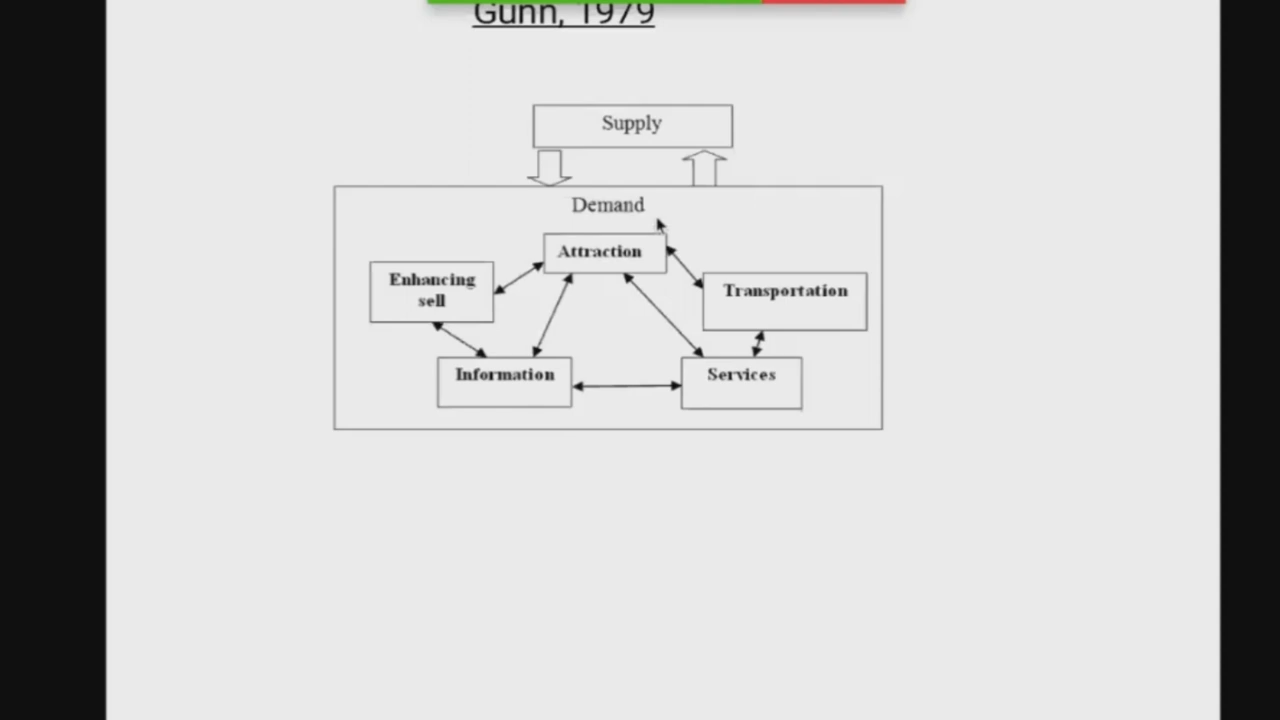 Gunn, 1979
Supply
Demand
Attraction
Enhancing
sell
Transportation
Information
Services